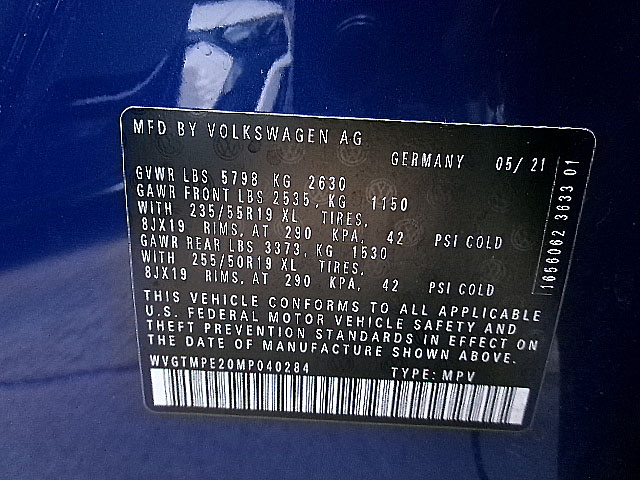 MFD BY VOLKSWAGEN AG
GERMANY 05/21
GVWR LBS 5798 KG 2630
GAWR FRONT LBS 2535, KG 1150
WITH 235/55R19 XL TIRES,
8JX19 RIMS, AT 290 KPA, 42 PSI COLD
GAWR REAR LBS 3373, KG 1530
WITH 255/50R19 XL TIRES,
8JX19 RIMS, AT 290 KPA, 42 PSI COLD
THIS VEHICLE CONFORMS TO ALL APPLICABLE
U.S. FEDERAL MOTOR VEHICLE SAFETY AND
THEFT PREVENTION STANDARDS IN EFFECT ON
THE DATE OF MANUFACTURE SHOWN ABOVE.
WVGTMPE20MP040284 TYPE: MPV
1656062 3633 01